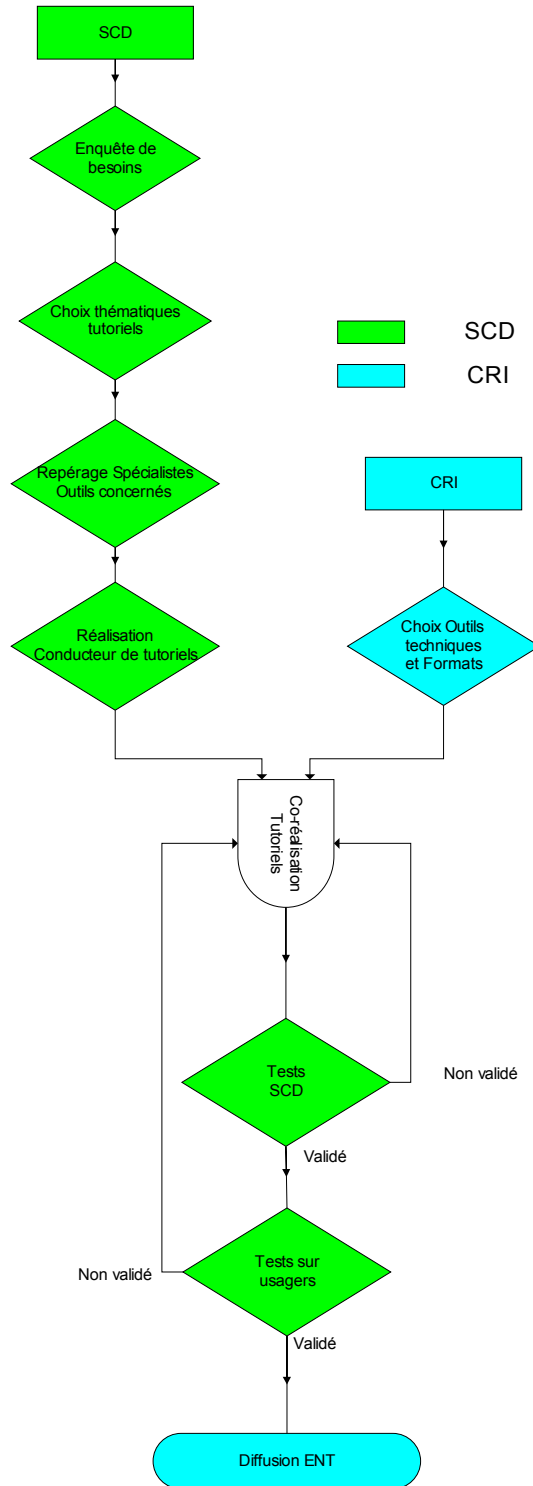 SCD
Enquête de
besoins
Choix thématiques
tutoriels
SCD
CRI
Repérage Spécialistes
Outils concernés
CRI
Réalisation
Conducteur de tutoriels
Choix Outils
techniques
et Formats
Co-réalisation
Tutoriels
Tests
SCD
Non validé
Validé
Tests sur
usagers
Non validé
Validé
Diffusion ENT